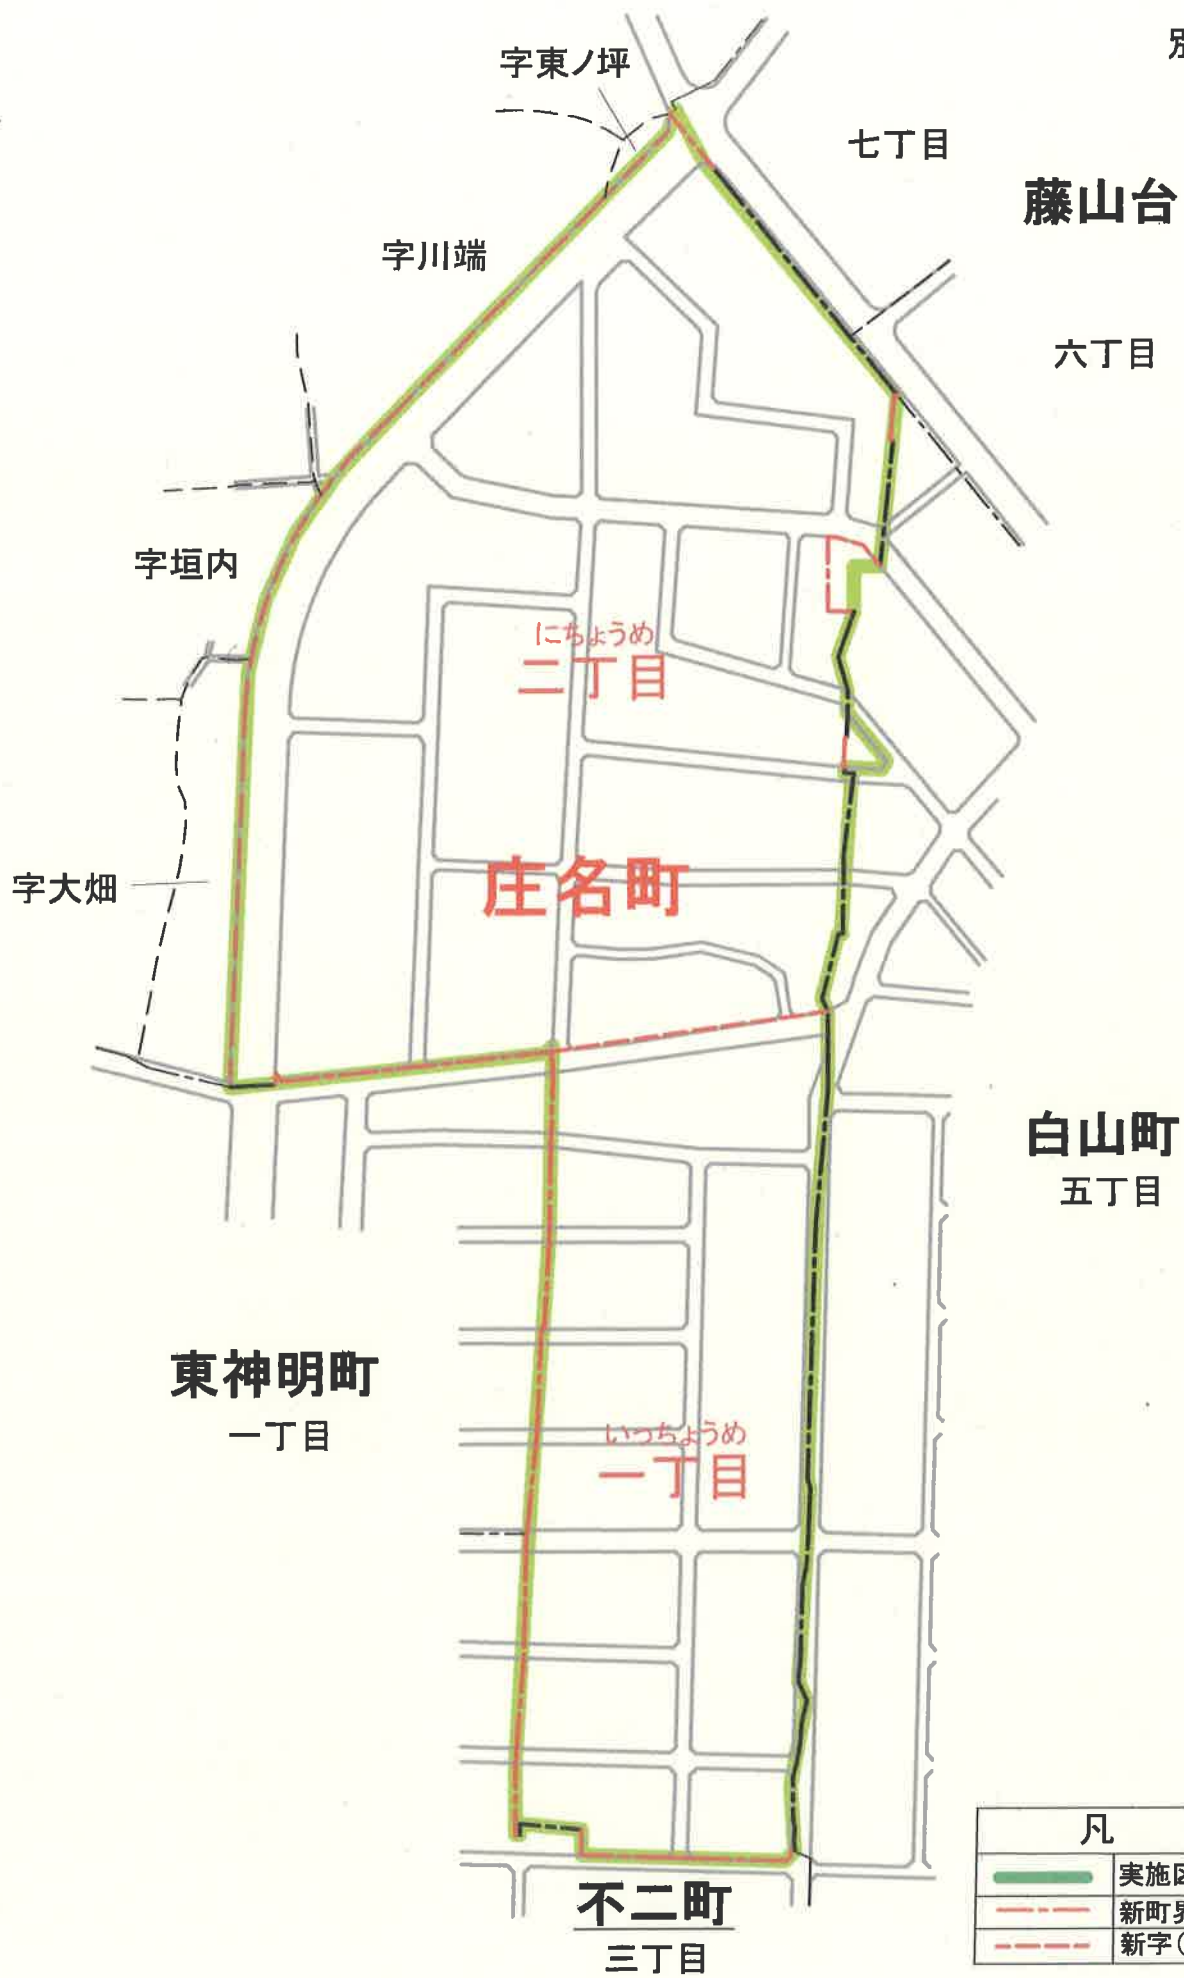 字東ノ坪
七丁目
藤山台
字川端
六丁目
字垣内
にちょうめ
二丁目
庄名町
字大畑
白山町
五丁目
東神明町
一丁目
いっちょうめ
一丁目
不二町
三丁目
凡
実施区
新町界
新字(